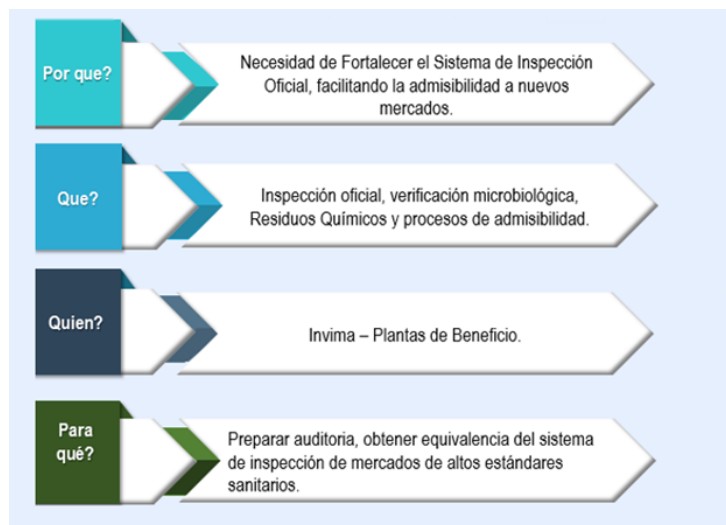 Por que?
Necesidad de Fortalecer el Sistema de Inspección
Oficial, facilitando la admisibilidad a nuevos
mercados.
Que?
Inspección oficial, verificación microbiológica,
Residuos Químicos y procesos de admisibilidad.
Quien?
Invima – Plantas de Beneficio.
Para
qué?
Preparar auditoria, obtener equivalencia del sistema
de inspección de mercados de altos estándares
sanitarios.